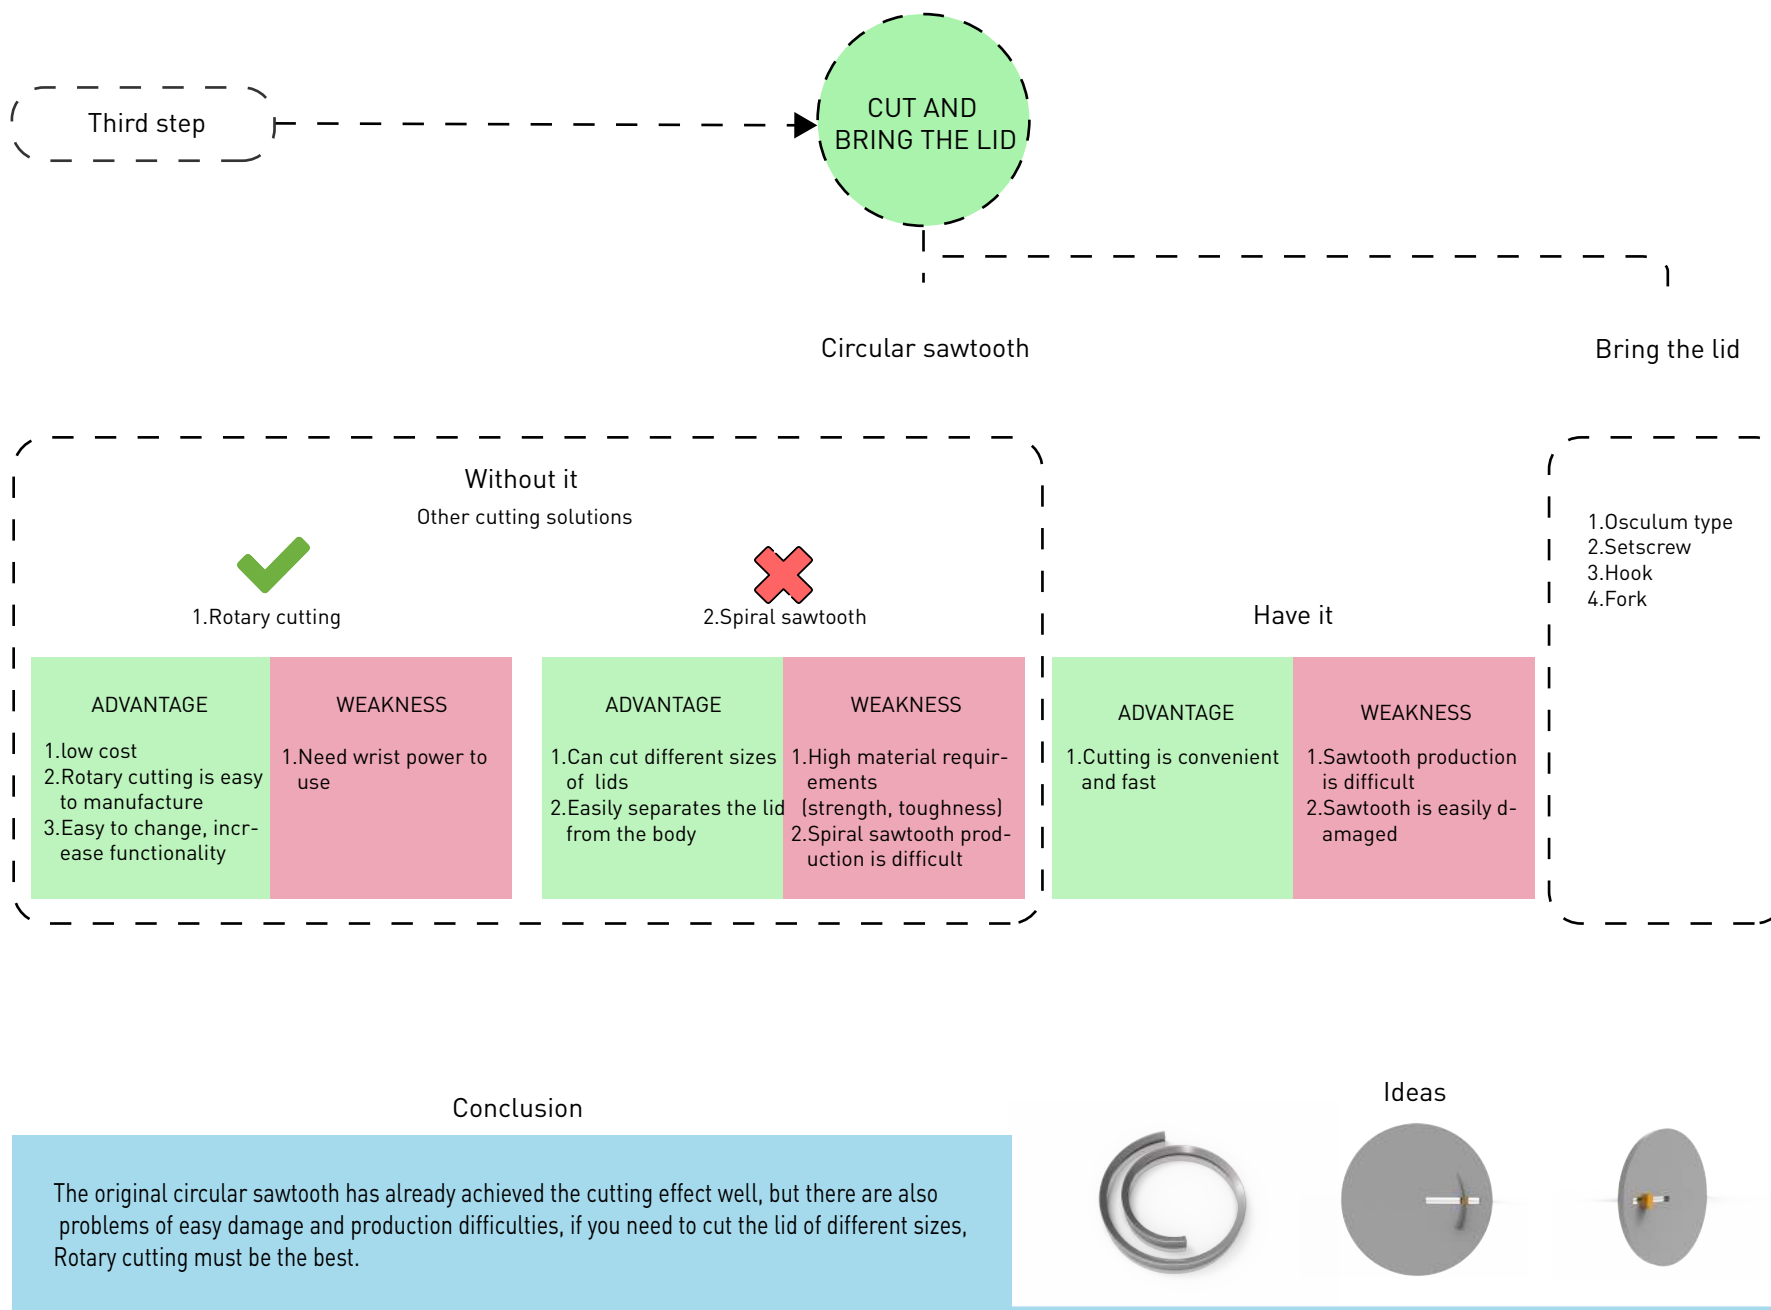 Third step
CUT AND
BRING THE LID
Circular sawtooth
Bring the lid
Without it
Other cutting solutions
1.Rotary cutting
2.Spiral sawtooth
ADVANTAGE
1.low cost
2.Rotary cutting is easy
to manufacture
3.Easy to change, incr-
ease functionality
WEAKNESS
1.Need wrist power to
use
ADVANTAGE
1.Can cut different sizes
of lids
2.Easily separates the lid
from the body
WEAKNESS
1.High material requir-
ements
(strength, toughness)
2.Spiral sawtooth prod-
uction is difficult
Have it
ADVANTAGE
1.Cutting is convenient
and fast
WEAKNESS
1.Sawtooth production
is difficult
2.Sawtooth is easily d-
amaged
1.Osculum type
2.Setscrew
3.Hook
4.Fork
Conclusion
The original circular sawtooth has already achieved the cutting effect well, but there are also
problems of easy damage and production difficulties, if you need to cut the lid of different sizes,
Rotary cutting must be the best.
Ideas